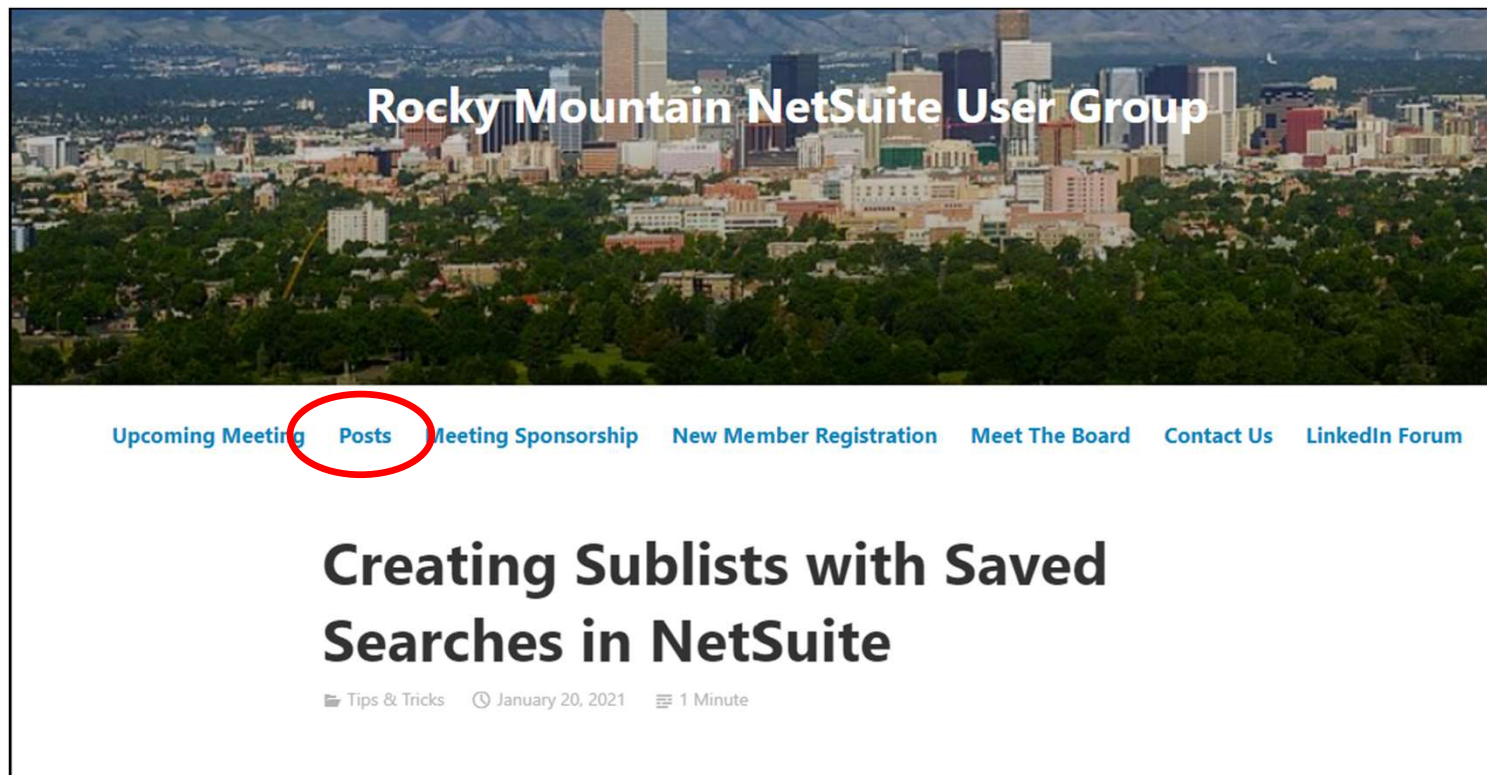 Rocky Mountain NetSuite User Group
Upcoming Meeting Posts Meeting Sponsorship New Member Registration Meet The Board Contact Us LinkedIn Forum
Creating Sublists with Saved
Searches in NetSuite
Tips & Tricks January 20, 2021 1 Minute